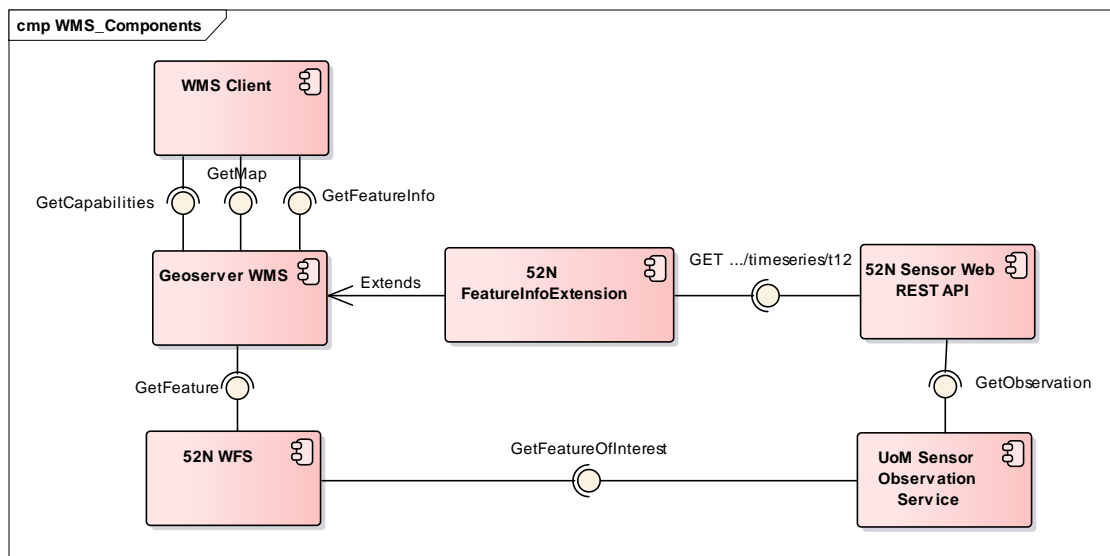 cmp WMS_Components
WMS Client
GetMap
GetCapabilities
GetFeatureInfo
Geoserver WMS
Extends
52N
FeatureInfoExtension
GET .../timeseries/t12
52N Sensor Web
REST API
GetFeature
GetObservation
52N WFS
GetFeatureOfInterest
UoM Sensor
Observation
Service